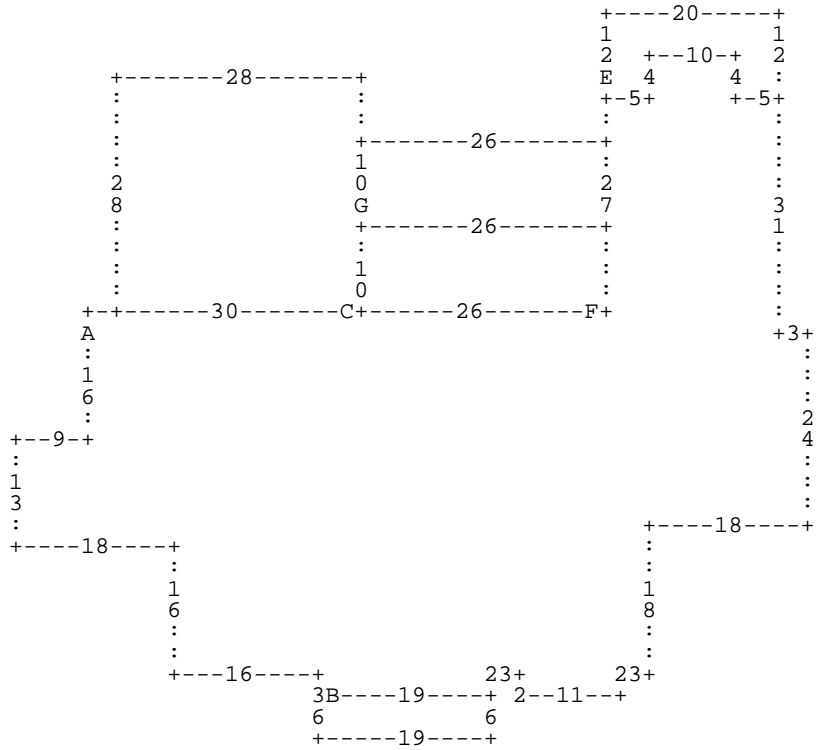 +----20-----+
                                         1           1
                                         2  +--10-+  2
       +-------28-------+                E  4     4  :
       :                :                +-5+     +-5+
       :                :                :           :
       :                +-------26-------+           :
       :                1                :           :
       2                0                2           :
       8                G                7           3
       :                +-------26-------+           1
       :                :                :           :
       :                1                :           :
       :                0                :           :
     +-+------30-------C+------26-------F+           :
     A                                               +3+
     :                                                 :
     1                                                 :
     6                                                 :
     :                                                 2
+--9-+                                                 4
:                                                      :
1                                                      :
3                                                      :
:                                           +----18----+
+----18----+                                :
           :                                :
           1                                1
           6                                8
           :                                :
           :                                :
           +---16----+           23+      23+
                     3B----19----+ 2--11--+
                     6           6
                     +-----19----+